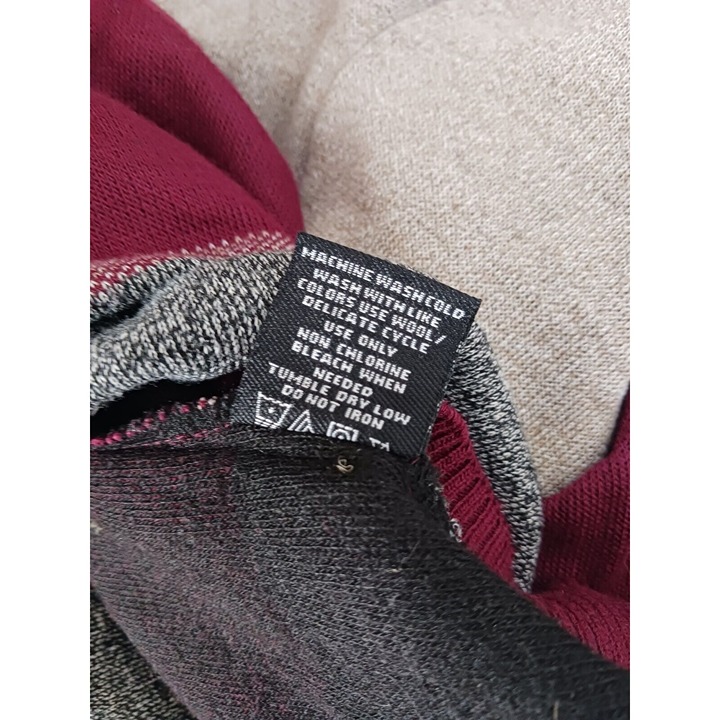 MACHINE WASH COLD
WASH WITH LIKE
COLORS USE WOOL/
DELICATE CYCLE
USE ONLY
NON CHLORINE
BLEACH WHEN
NEEDED
TUMBLE DRY LOW
DO NOT IRON